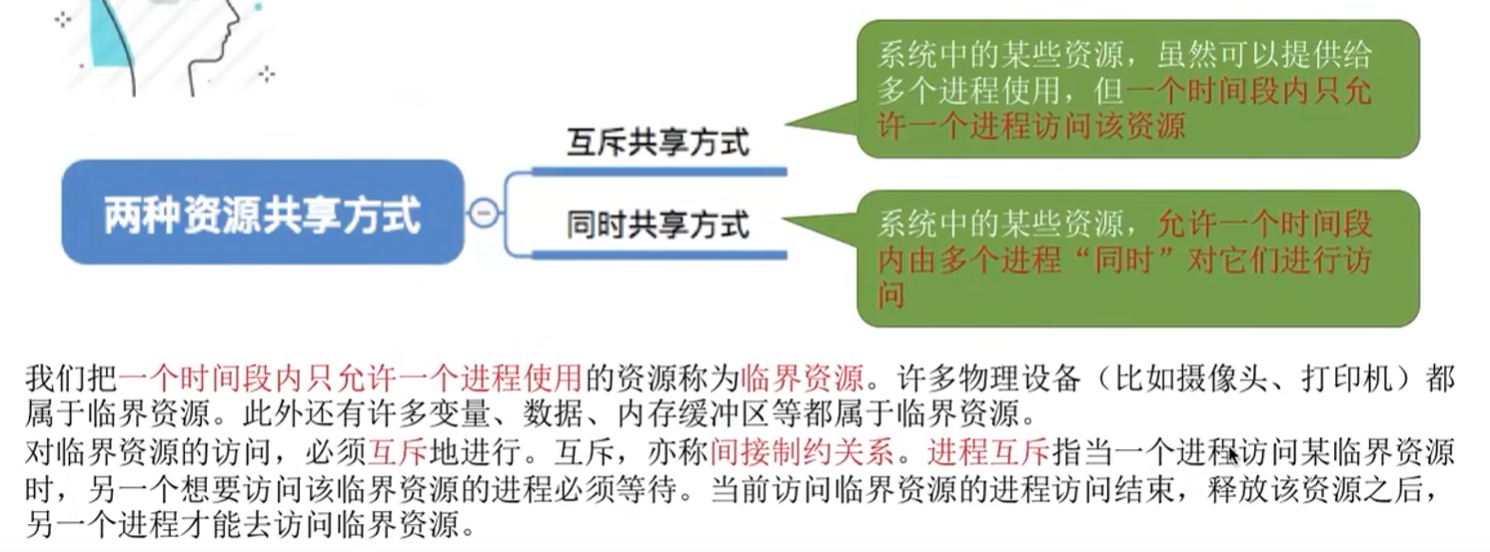 系统中的某些资源，虽然可以提供给
多个进程使用，但一个时间段内只允
许一个进程访问该资源
互斥共享方式
两种资源共享方式
同时共享方式
系统中的某些资源，允许一个时间段
内由多个进程“同时”对它们进行访
问
我们把一个时间段内只允许一个进程使用的资源称为临界资源。许多物理设备（比如摄像头、打印机）都
属于临界资源。此外还有许多变量、数据、内存缓冲区等都属于临界资源。
对临界资源的访问，必须互斥地进行。互斥，亦称间接制约关系。进程互斥指当一个进程访问某临界资源
时，另一个想要访问该临界资源的进程必须等待。当前访问临界资源的进程访问结束，释放该资源之后，
另一个进程才能去访问临界资源。